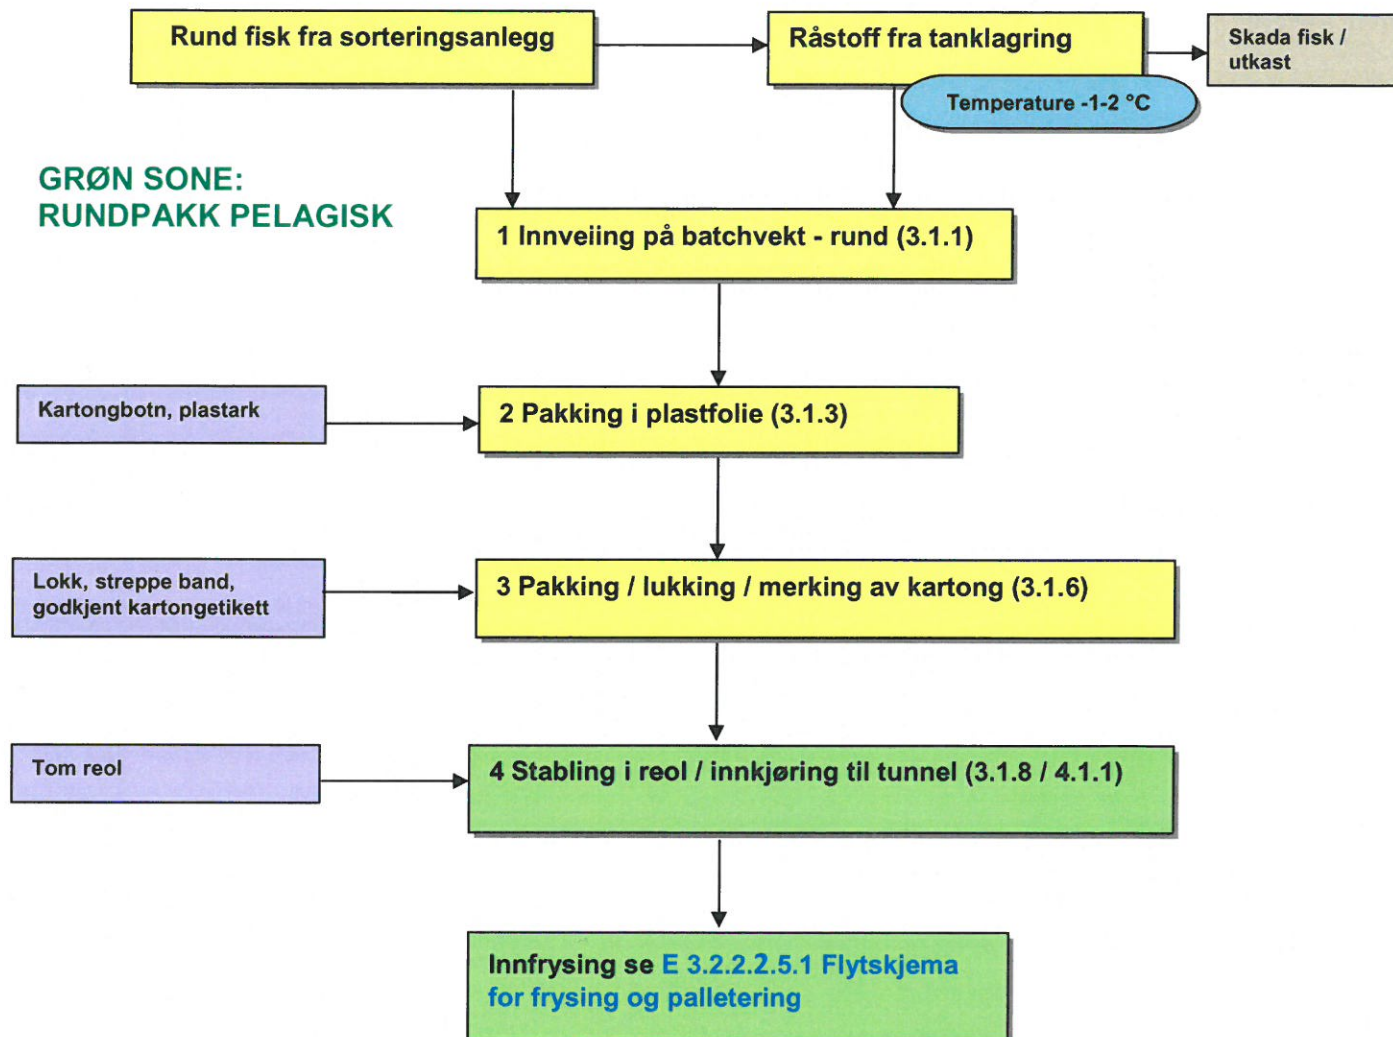 Rund fisk fra sorteringsanlegg
Råstoff fra tanklagring
Skada fisk /
utkast
Temperature -1-2 °C
GRØN SONE:
RUNDPAKK PELAGISK
1 Innveiing på batchvekt - rund (3.1.1)
Kartongbotn, plastark
2 Pakking i plastfolie (3.1.3)
Lokk, streppe band,
godkjent kartongetikett
3 Pakking / lukking / merking av kartong (3.1.6)
Tom reol
4 Stabling i reol / innkjøring til tunnel (3.1.8 / 4.1.1)
Innfrysing se E 3.2.2.2.5.1 Flytskjema
for frysing og palletering